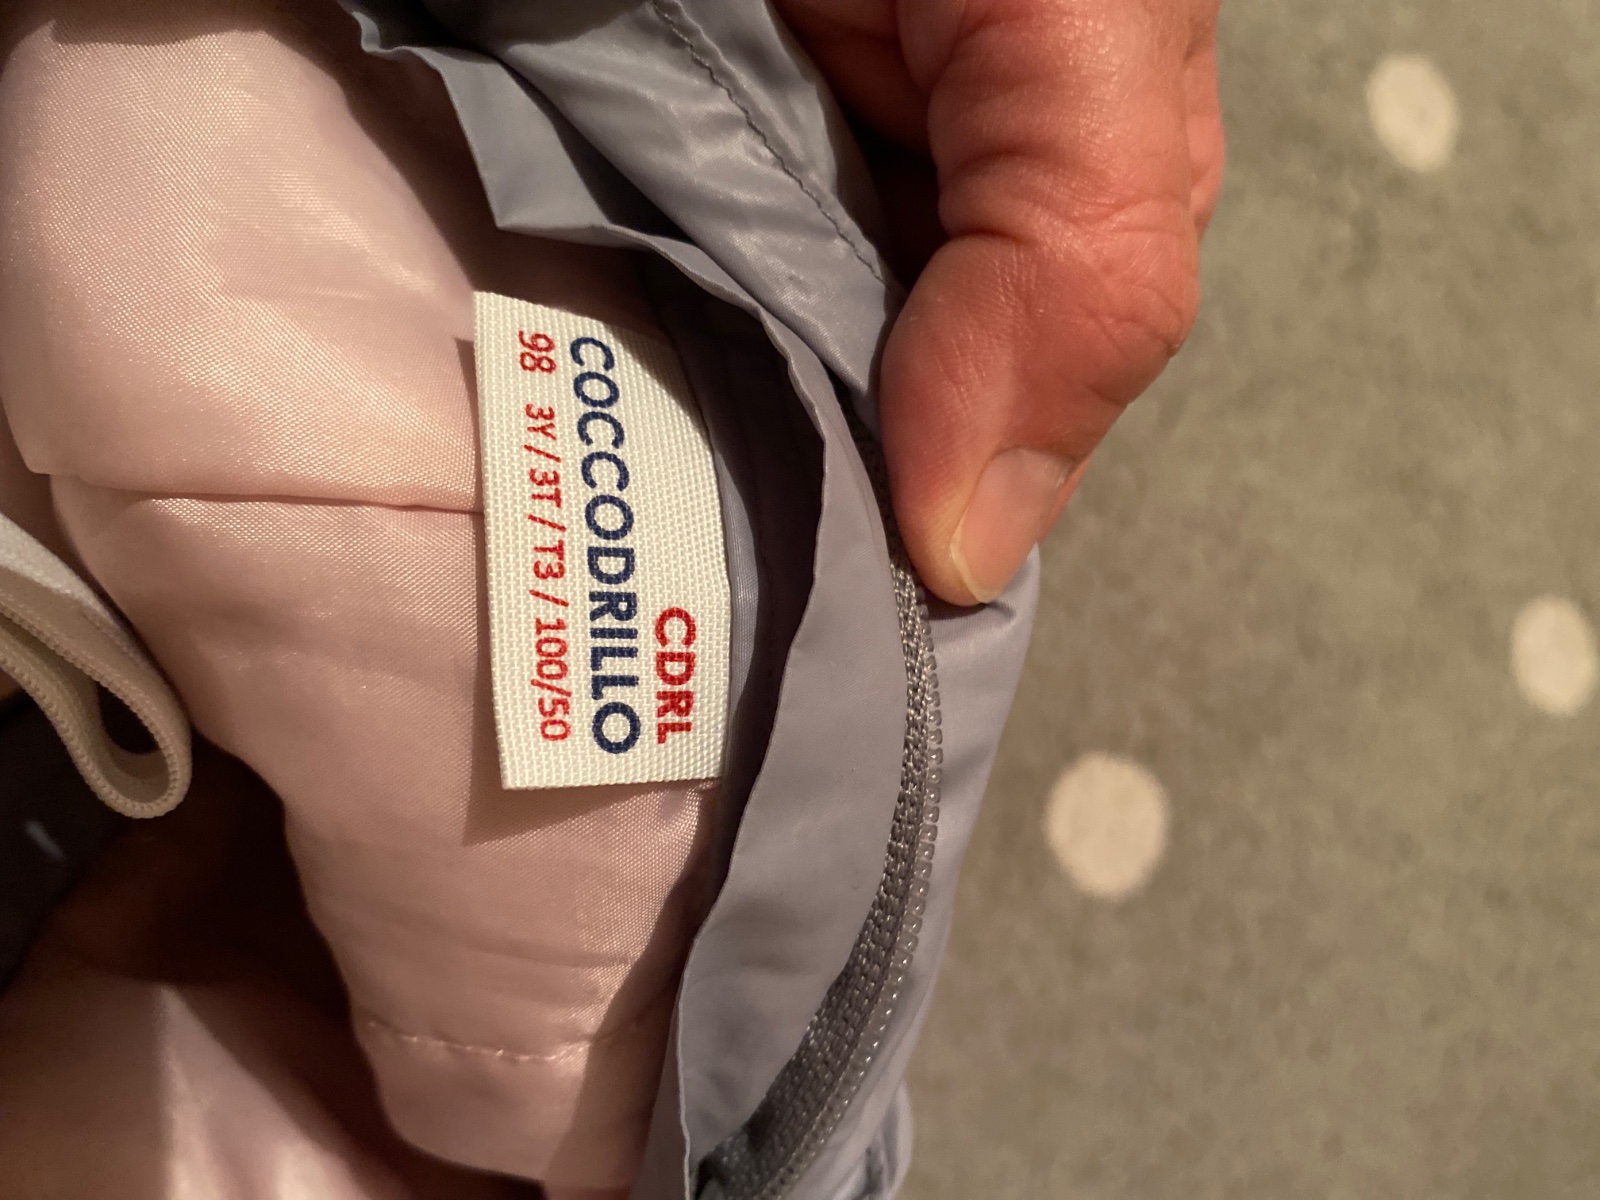 CDRL
COCCODRILLO
98 3Y / 3T / T3 / 100/50